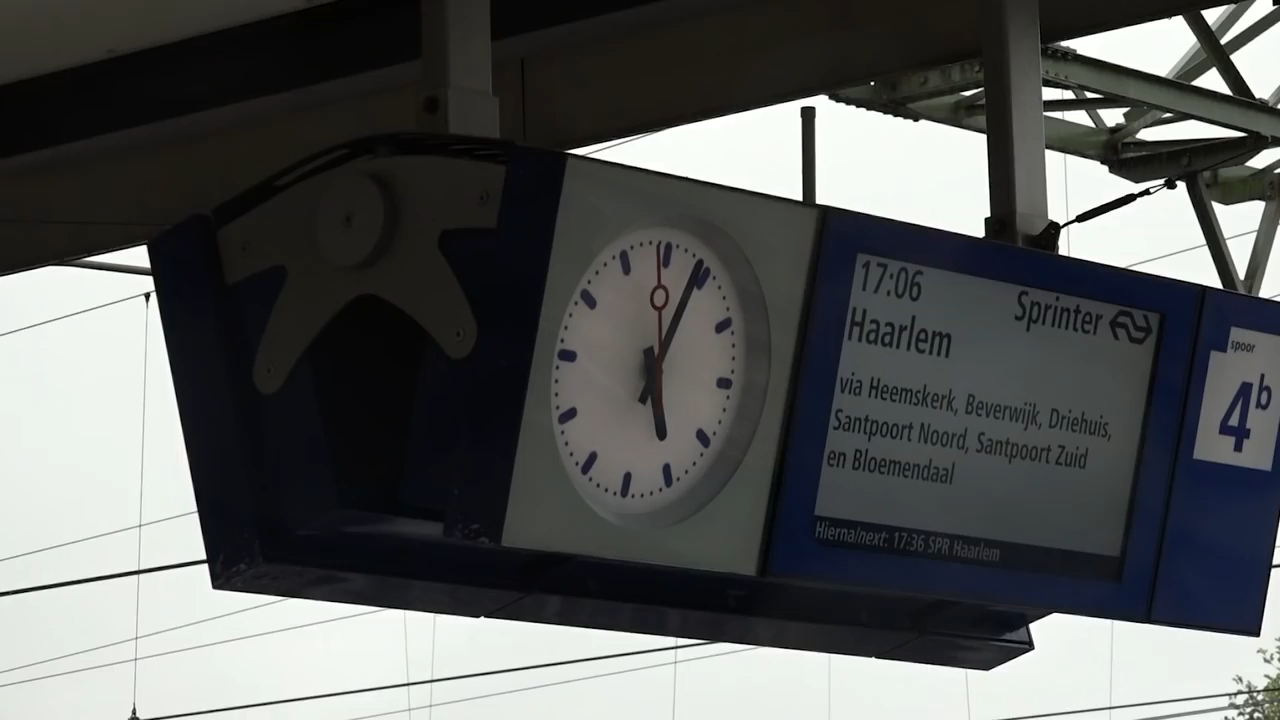 17:06
Sprinter
Haarlem
via Heemskerk, Beverwijk, Driehuis,
Santpoort Noord, Santpoort Zuid
en Bloemendaal
Hierna/next: 17:36 SPR Haarlem
spoor
4b